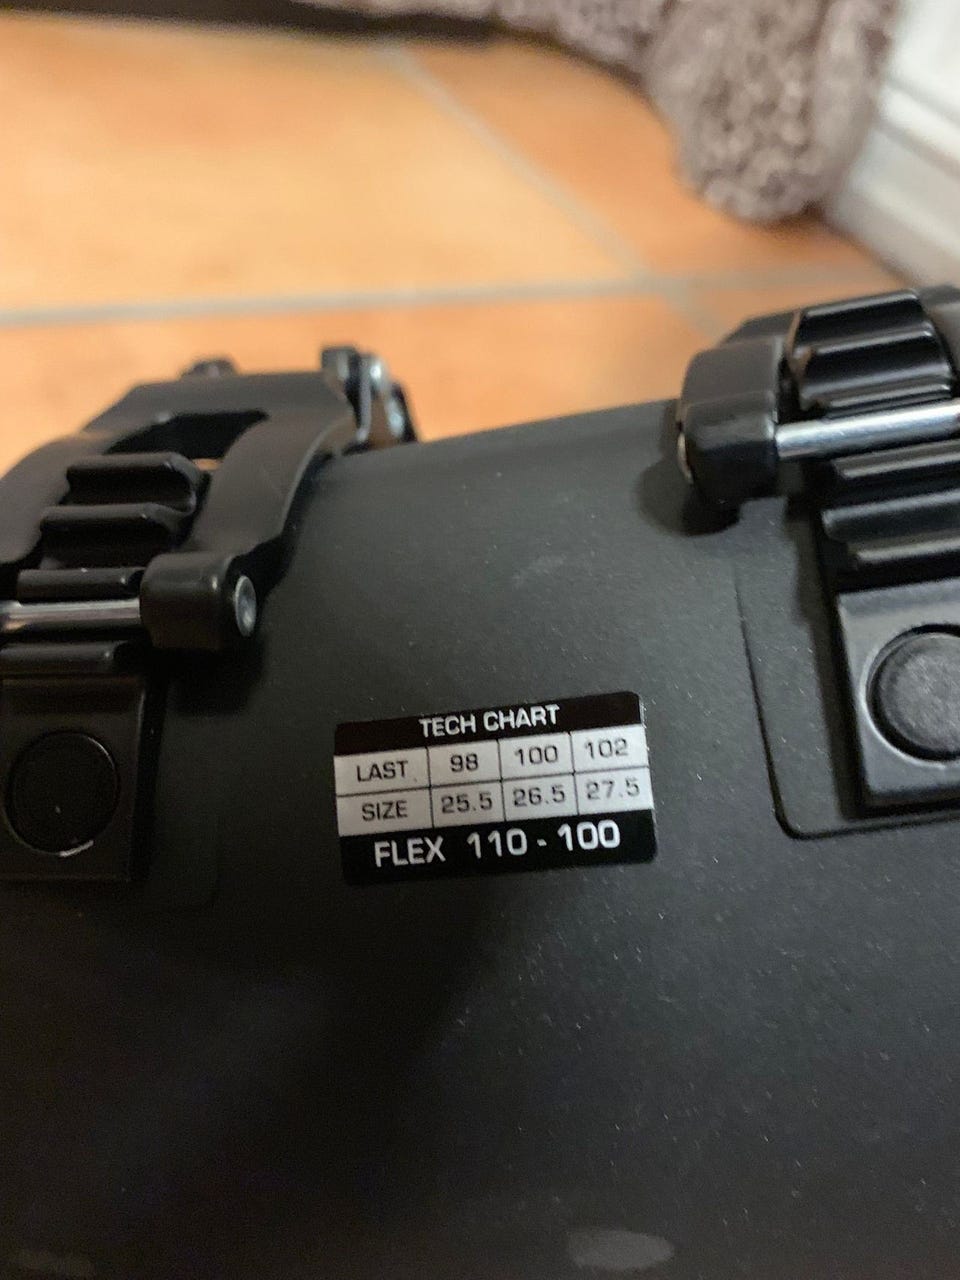 TECH CHART
LAST 98 100 102
SIZE 25.5 26.5 27.5
FLEX 110 - 100